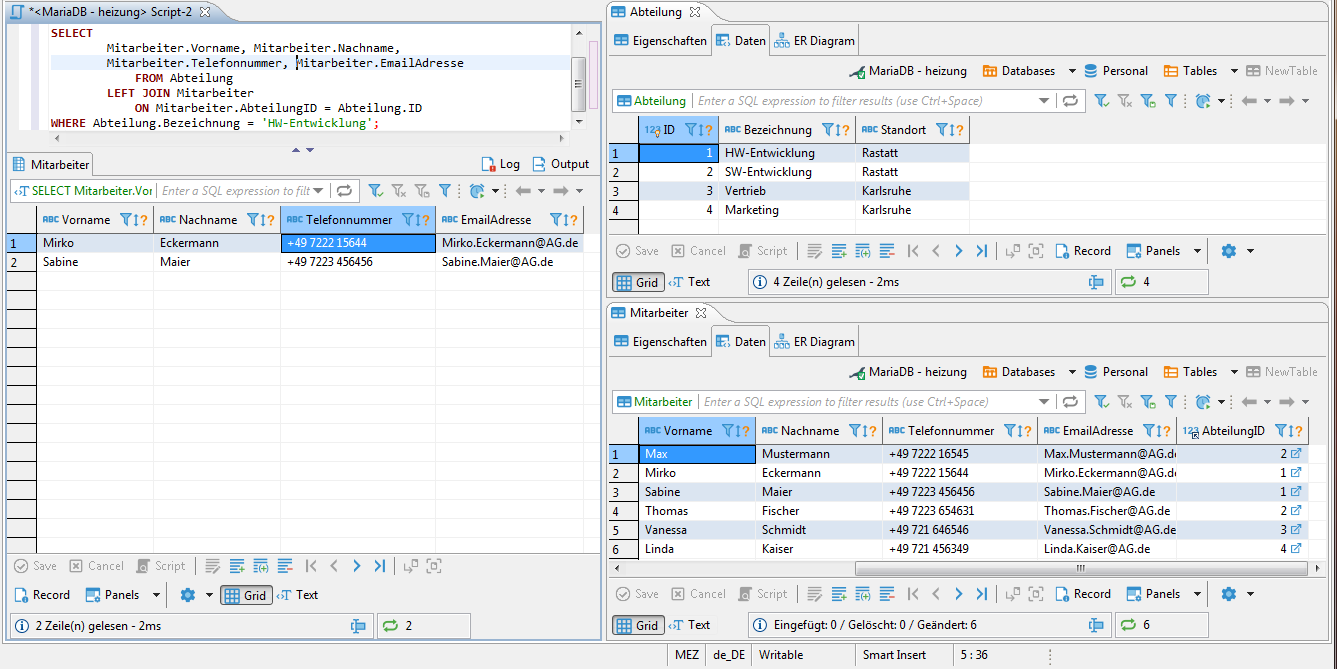 *<MariaDB - heizung> Script-2
SELECT
Mitarbeiter.Vorname, Mitarbeiter.Nachname,
Mitarbeiter.Telefonnummer, Mitarbeiter.EmailAdresse
FROM Abteilung
LEFT JOIN Mitarbeiter
ON Mitarbeiter.AbteilungID = Abteilung.ID
WHERE Abteilung.Bezeichnung = 'HW-Entwicklung';
Mitarbeiter Log Output
SELECT Mitarbeiter.Vor Enter a SQL expression to filt
ABC Vorname ABC Nachname ABC Telefonnummer ABC EmailAdresse
1 Mirko Eckermann +49 7222 15644 Mirko.Eckermann@AG.de
2 Sabine Maier +49 7223 456456 Sabine.Maier@AG.de
Save Cancel Script
Record Panels Grid Text
2 Zeile(n) gelesen - 2ms 2
Abteilung
Eigenschaften Daten ER Diagram
MariaDB - heizung Databases Personal Tables NewTable
Abteilung Enter a SQL expression to filter results (use Ctrl+Space)
123 ID ABC Bezeichnung ABC Standort
1 1 HW-Entwicklung Rastatt
2 2 SW-Entwicklung Rastatt
3 3 Vertrieb Karlsruhe
4 4 Marketing Karlsruhe
Save Cancel Script Record Panels
Grid Text 4 Zeile(n) gelesen - 2ms 4
Mitarbeiter
Eigenschaften Daten ER Diagram
MariaDB - heizung Databases Personal Tables NewTable
Mitarbeiter Enter a SQL expression to filter results (use Ctrl+Space)
ABC Vorname ABC Nachname ABC Telefonnummer ABC EmailAdresse 123 AbteilungID
1 Max Mustermann +49 7222 16545 Max.Mustermann@AG.de 2
2 Mirko Eckermann +49 7222 15644 Mirko.Eckermann@AG.de 1
3 Sabine Maier +49 7223 456456 Sabine.Maier@AG.de 1
4 Thomas Fischer +49 7223 654631 Thomas.Fischer@AG.de 2
5 Vanessa Schmidt +49 721 646546 Vanessa.Schmidt@AG.de 3
6 Linda Kaiser +49 721 456349 Linda.Kaiser@AG.de 4
Save Cancel Script Record Panels
Grid Text Eingefügt: 0 / Gelöscht: 0 / Geändert: 6 6
MEZ de_DE Writable Smart Insert 5 : 36